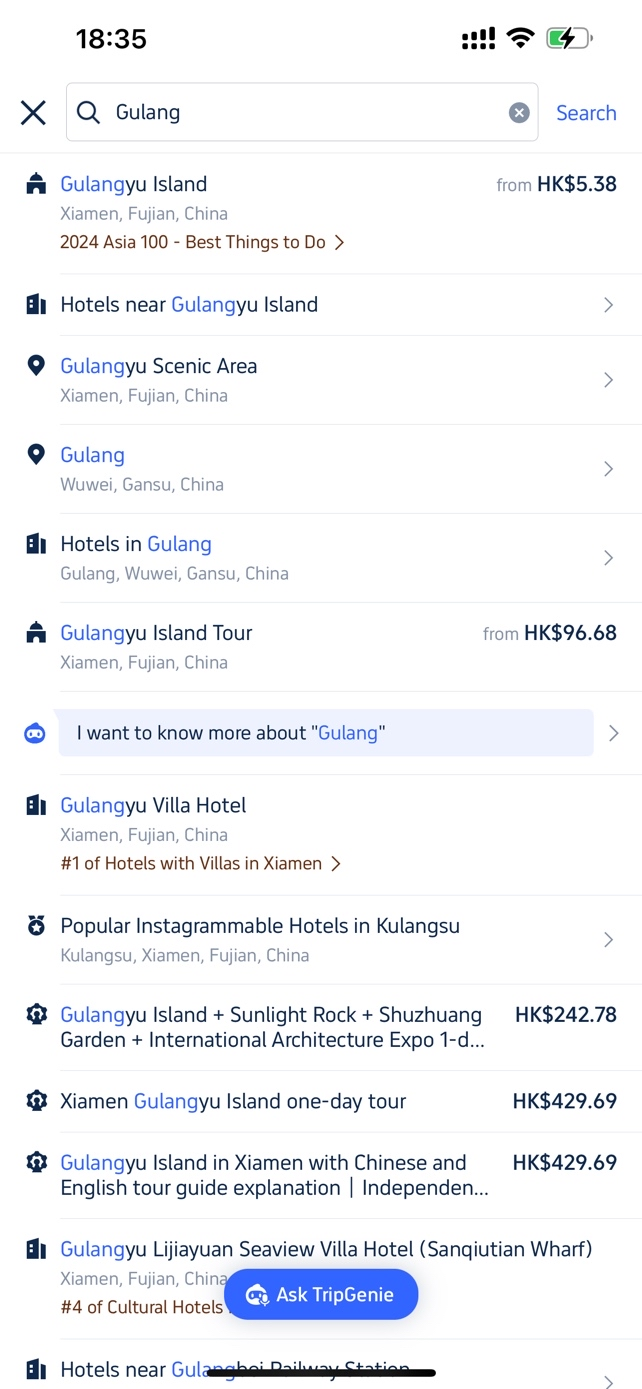 18:35
Gulang
Search
Gulangyu Island
from HK$5.38
Xiamen, Fujian, China
2024 Asia 100 - Best Things to Do
Hotels near Gulangyu Island
Gulangyu Scenic Area
Xiamen, Fujian, China
Gulang
Wuwei, Gansu, China
Hotels in Gulang
Gulang, Wuwei, Gansu, China
Gulangyu Island Tour
from HK$96.68
Xiamen, Fujian, China
I want to know more about "Gulang"
Gulangyu Villa Hotel
Xiamen, Fujian, China
#1 of Hotels with Villas in Xiamen
Popular Instagrammable Hotels in Kulangsu
Kulangsu, Xiamen, Fujian, China
Gulangyu Island + Sunlight Rock + Shuzhuang
HK$242.78
Garden + International Architecture Expo 1-d...
Xiamen Gulangyu Island one-day tour
HK$429.69
Gulangyu Island in Xiamen with Chinese and
HK$429.69
English tour guide explanation | Independen...
Gulangyu Lijiayuan Seaview Villa Hotel (Sanqiutian Wharf)
Xiamen, Fujian, China
#4 of Cultural Hotels
Ask TripGenie
Hotels near Gulangbei Railway Station